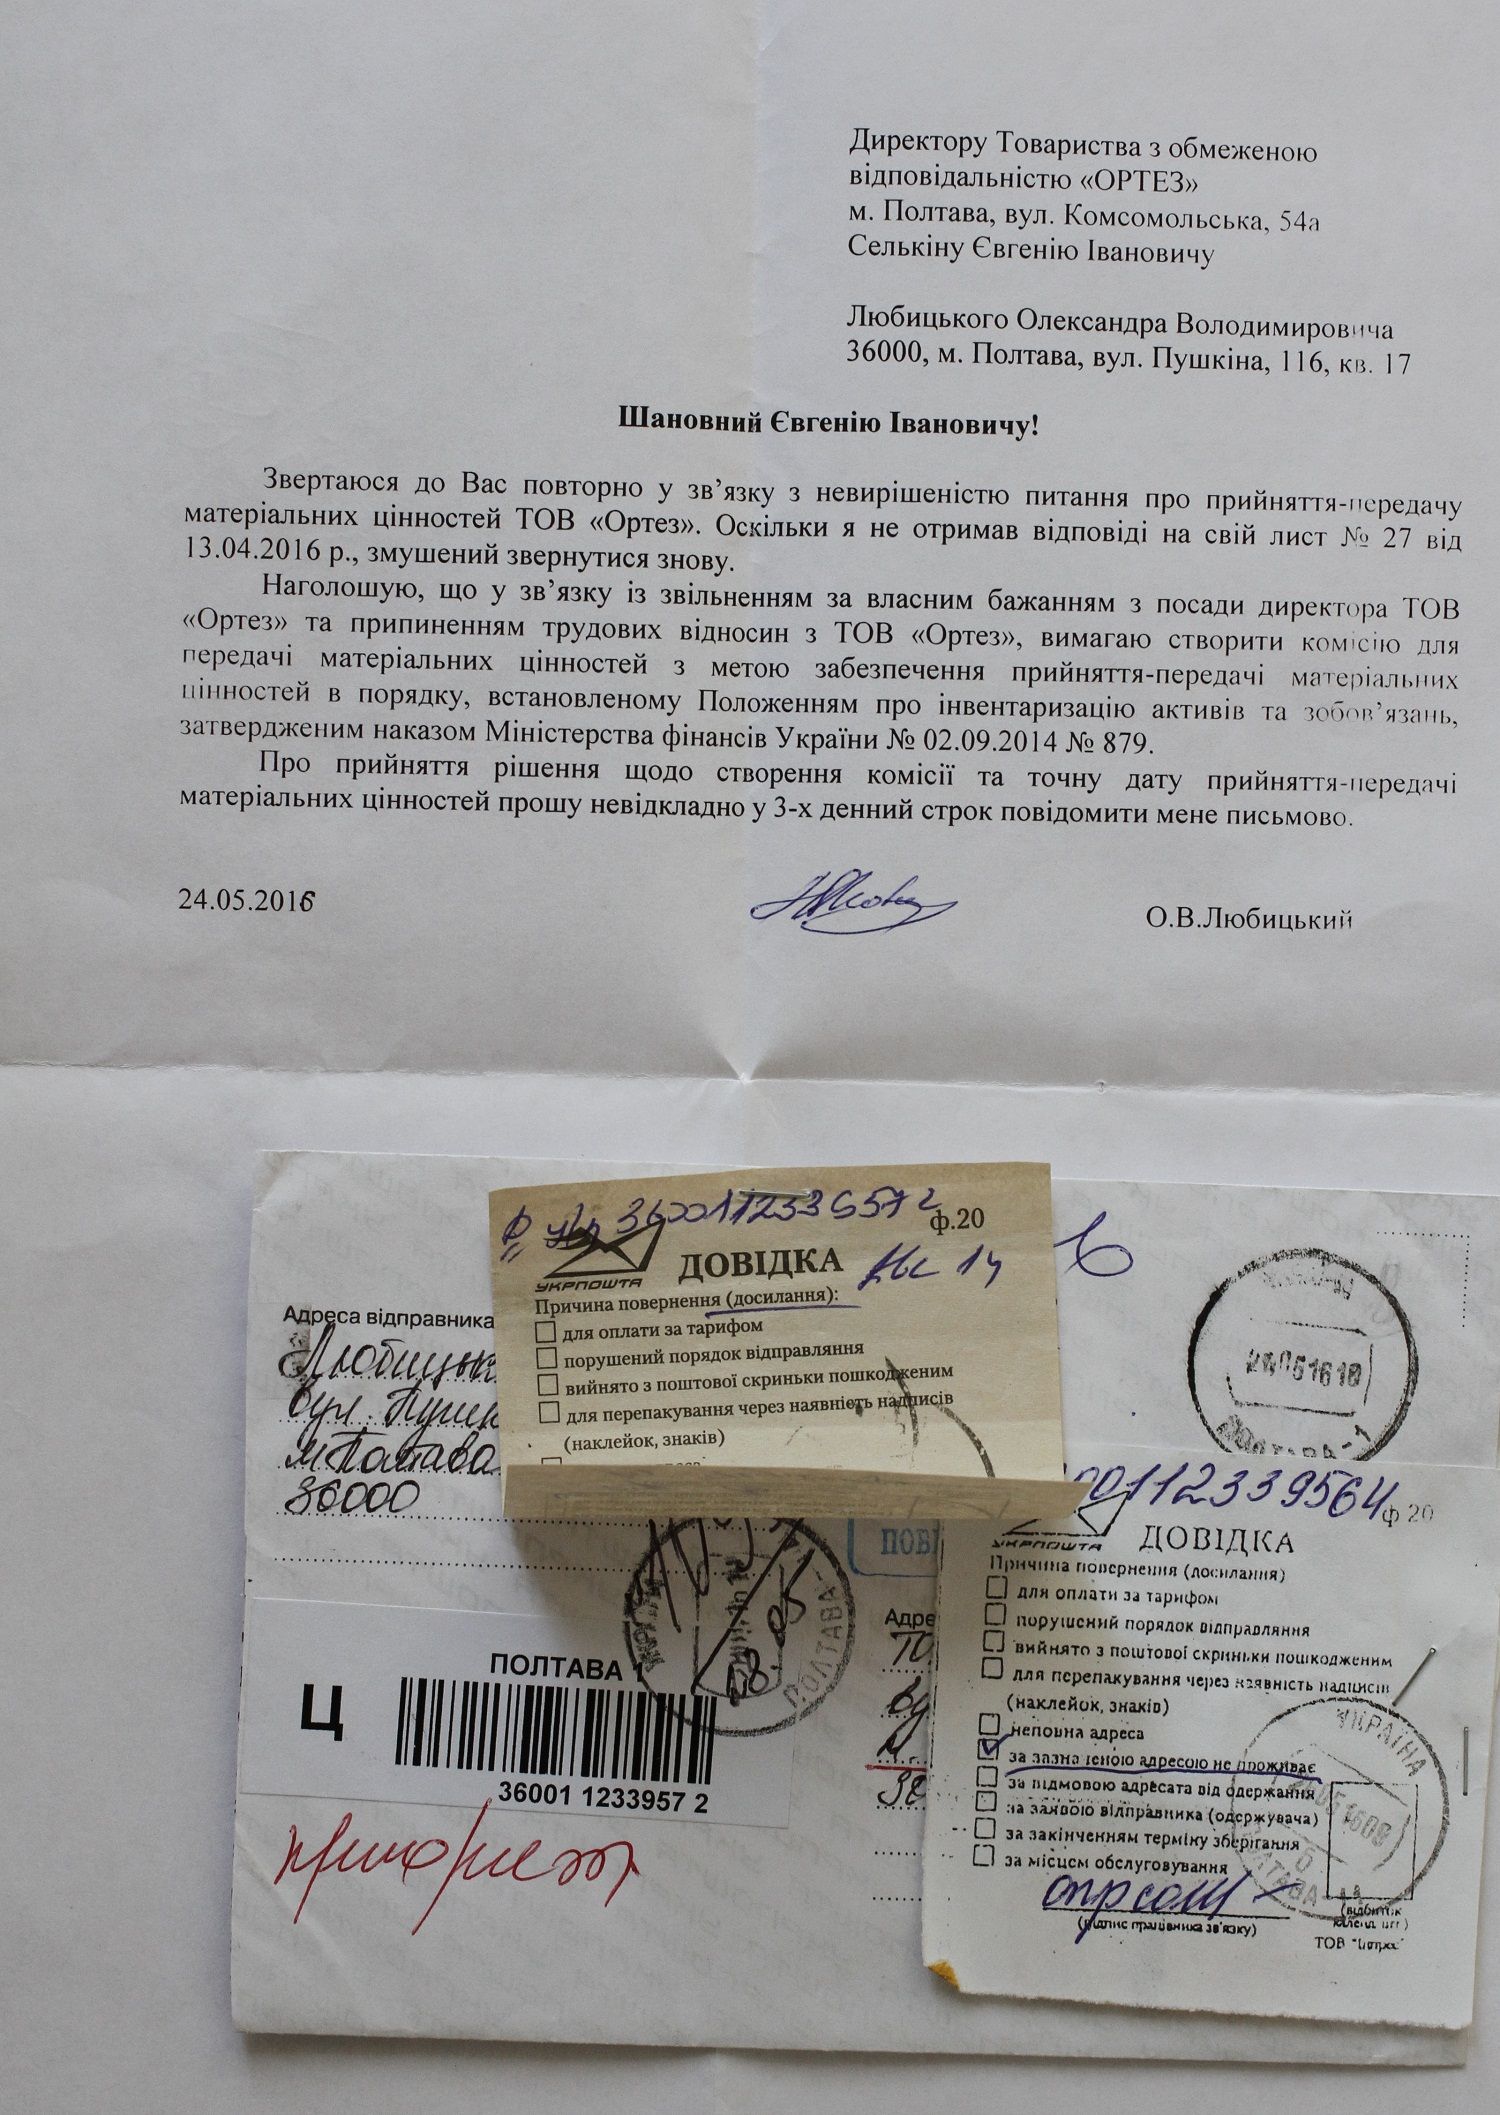 Директору Товариства з обмеженою
відповідальністю «ОРТЕЗ»
м. Полтава, вул. Комсомольська, 54а
Селькіну Євгенію Івановичу
Любицького Олександра Володимировича
36000, м. Полтава, вул. Пушкіна, 116, кв. 17
Шановний Євгенію Івановичу!
Звертаюся до Вас повторно у зв’язку з невирішеністю питання про прийняття-передачу
матеріальних цінностей ТОВ «Ортез». Оскільки я не отримав відповіді на свій лист № 27 від
13.04.2016 р., змушений звернутися знову.
Наголошую, що у зв’язку із звільненням за власним бажанням з посади директора ТОВ
«Ортез» та припиненням трудових відносин з ТОВ «Ортез», вимагаю створити комісію для
передачі матеріальних цінностей з метою забезпечення прийняття-передачі матеріальних
цінностей в порядку, встановленому Положенням про інвентаризацію активів та зобов’язань,
затвердженим наказом Міністерства фінансів України № 02.09.2014 № 879.
Про прийняття рішення щодо створення комісії та точну дату прийняття-передачі
матеріальних цінностей прошу невідкладно у 3-х денний строк повідомити мене письмово.
24.05.2016
О.В.Любицький
ф.20
УКРПОШТА
ДОВІДКА
Причина повернення (досилання):
для оплати за тарифом
порушений порядок відправляння
вийнято з поштової скриньки пошкодженим
для перепакування через наявність надписів
(наклейок, знаків)
Адреса відправника
Любицьк
вул. Пушк
м Полтава
36000
ПОВІ
Адре
ПОЛТАВА 1
Ц
36001 1233957 2
00112339564
ф 20
УКРПОШТА
ДОВІДКА
Причина повернення (досилання)
для оплати за тарифом
порушений порядок відправляння
вийнято з поштової скриньки пошкодженим
для перепакування через наявність надписів
(наклейок, знаків)
неповна адреса
за зазначеною адресою не проживає
за відмовою адресата від одержання
за заявою відправника (одержувача)
за закінченням терміну зберігання
за місцем обслуговування
(підпис працівника зв'язку)
УКРАЇНА
ПОЛТАВА